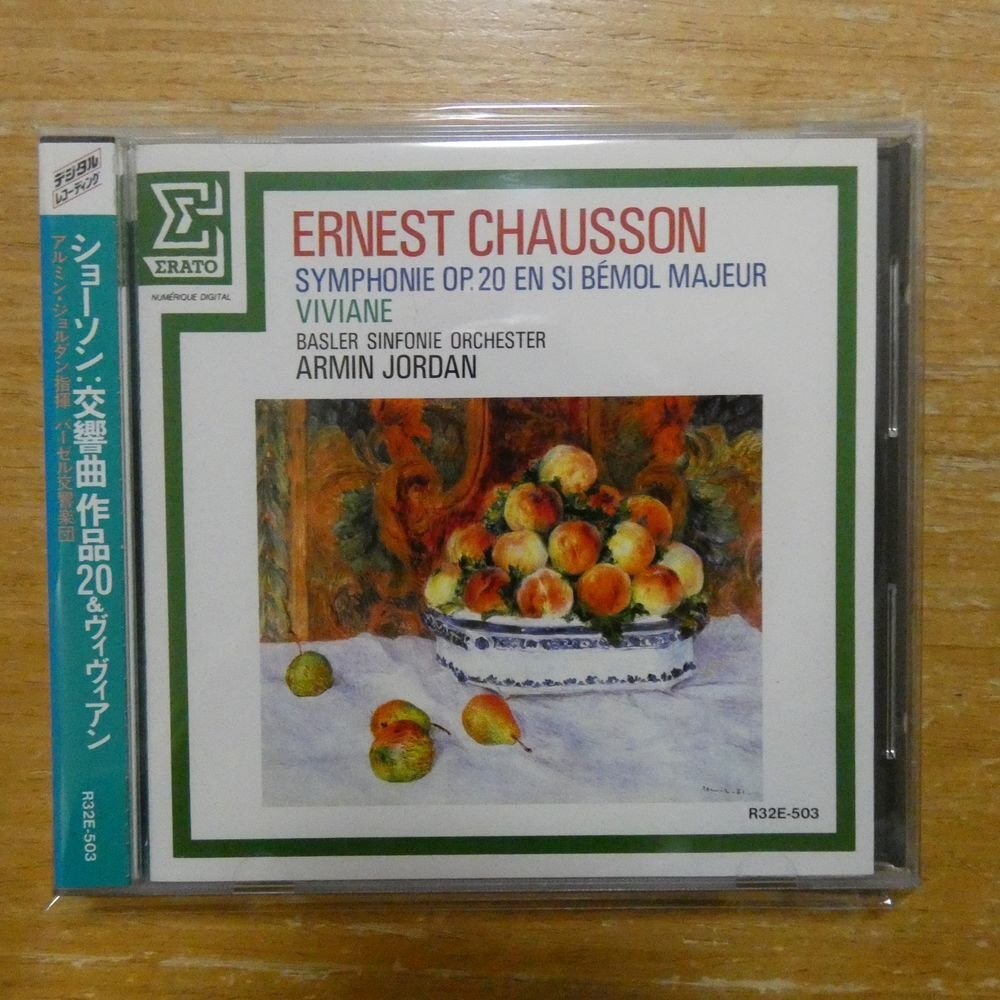 デジタル
レコーディング
ショーソン:交響曲 作品20&ヴィヴィアン
アルミン・ジョルダン指揮 バーゼル交響楽団
R32E-503
ΣRATO
NUMÉRIQUE DIGITAL
ERNEST CHAUSSON
SYMPHONIE OP. 20 EN SI BÉMOL MAJEUR
VIVIANE
BASLER SINFONIE ORCHESTER
ARMIN JORDAN
R32E-503